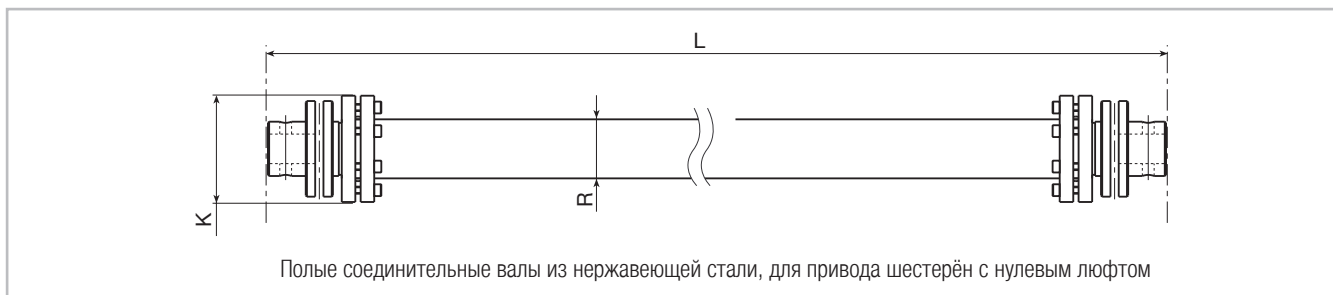 L
K
R
Полые соединительные валы из нержавеющей стали, для привода шестерён с нулевым люфтом